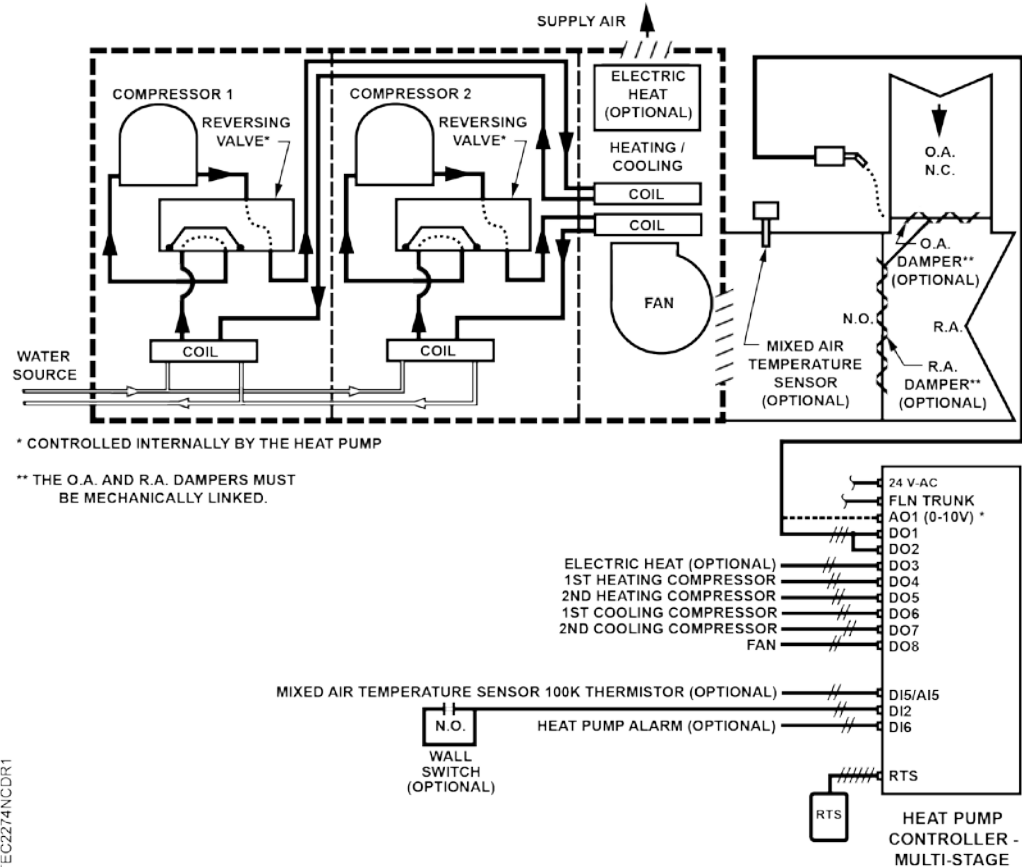 SUPPLY AIR
COMPRESSOR 1
REVERSING
VALVE*
COMPRESSOR 2
REVERSING
VALVE*
ELECTRIC
HEAT
(OPTIONAL)
HEATING /
COOLING
COIL
COIL
FAN
O.A.
N.C.
O.A.
DAMPER**
(OPTIONAL)
N.O.
R.A.
MIXED AIR
TEMPERATURE
SENSOR
(OPTIONAL)
R.A.
DAMPER**
(OPTIONAL)
COIL
COIL
WATER
SOURCE
* CONTROLLED INTERNALLY BY THE HEAT PUMP
** THE O.A. AND R.A. DAMPERS MUST
BE MECHANICALLY LINKED.
24 V-AC
FLN TRUNK
AO1 (0-10V) *
DO1
DO2
ELECTRIC HEAT (OPTIONAL) DO3
1ST HEATING COMPRESSOR DO4
2ND HEATING COMPRESSOR DO5
1ST COOLING COMPRESSOR DO6
2ND COOLING COMPRESSOR DO7
FAN DO8
MIXED AIR TEMPERATURE SENSOR 100K THERMISTOR (OPTIONAL) DI5/AI5
DI2
N.O.
HEAT PUMP ALARM (OPTIONAL) DI6
WALL
SWITCH
(OPTIONAL)
RTS
RTS
HEAT PUMP
CONTROLLER -
MULTI-STAGE
TEC2274NCDR1